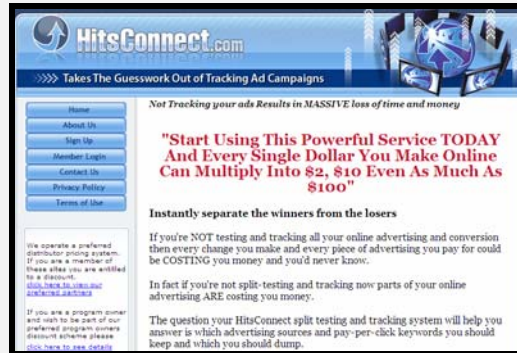 HitsConnect.com
Takes The Guesswork Out of Tracking Ad Campaigns
Home
About Us
Sign Up
Member Login
Contact Us
Privacy Policy
Terms of Use
We operate a preferred
distributor pricing system.
If you are a member of
these sites you are entitled
to a discount.
click here to view our
preferred partners
If you are a program owner
and wish to be part of our
preferred program owners
discount scheme please
click here to see details
Not Tracking your ads Results in MASSIVE loss of time and money
"Start Using This Powerful Service TODAY
And Every Single Dollar You Make Online
Can Multiply Into $2, $10 Even As Much As
$100"
Instantly separate the winners from the losers
If you're NOT testing and tracking all your online advertising and conversion
then every change you make and every piece of advertising you pay for could
be COSTING you money and you'd never know.
In fact if you're not split-testing and tracking now parts of your online
advertising ARE costing you money.
The question your HitsConnect split testing and tracking system will help you
answer is which advertising sources and pay-per-click keywords you should
keep and which you should dump.